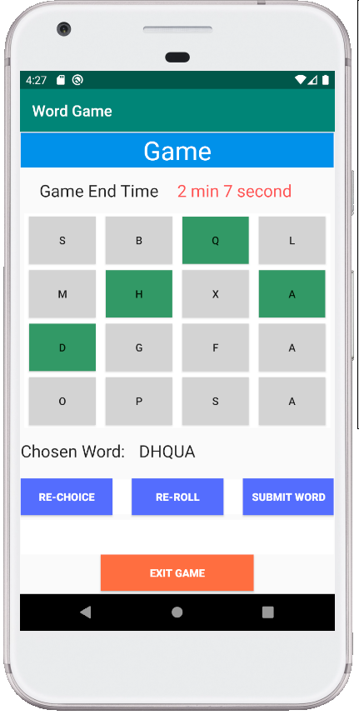 4:27
Word Game
Game
Game End Time 2 min 7 second
S B Q L
M H X A
D G F A
O P S A
Chosen Word: DHQUA
RE-CHOICE RE-ROLL SUBMIT WORD
EXIT GAME